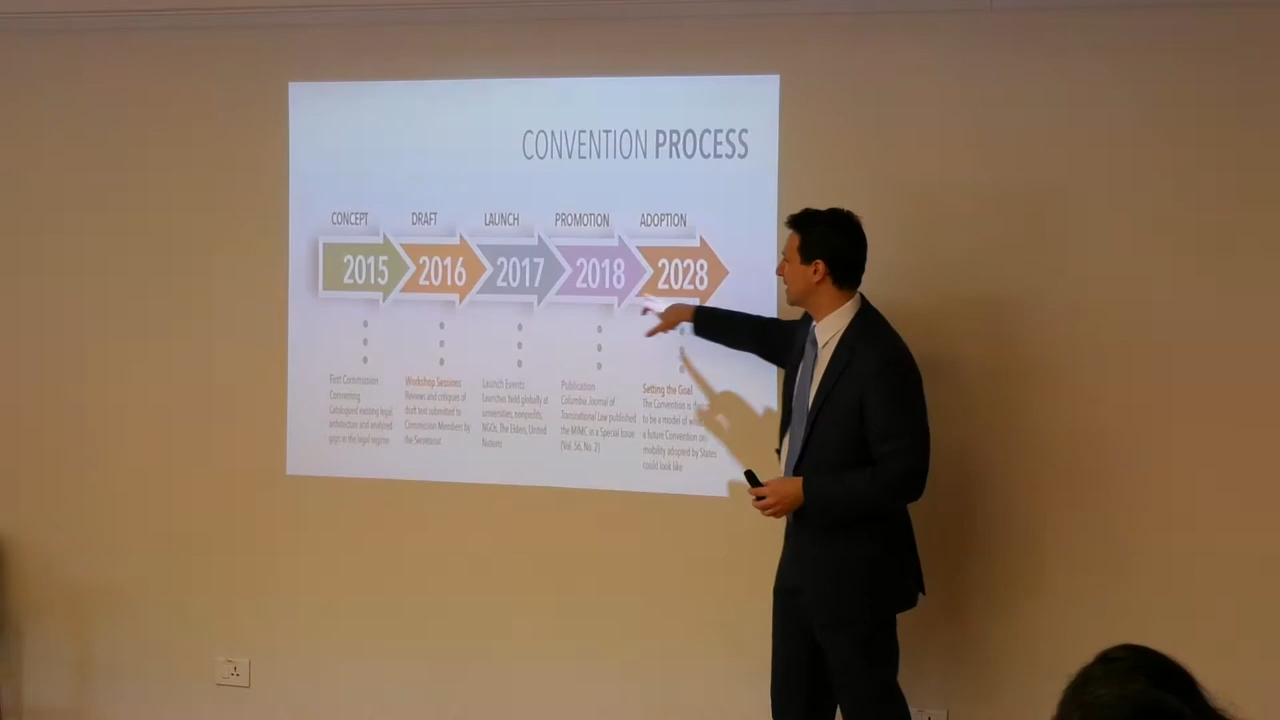 CONVENTION PROCESS
CONCEPT DRAFT LAUNCH PROMOTION ADOPTION
2015 2016 2017 2018 2028
First Commission
Convening
Catalogued existing legal
architecture and analyzed
gaps in the legal regime
Workshop Sessions
Reviews and critiques of
draft text submitted to
Commission Members by
the Secretariat
Launch Events
Launches held globally at
universities, nonprofits,
NGOs, The Elders, United
Nations
Publication
Columbia Journal of
Transnational Law published
the MIMC in a Special Issue
(Vol. 56, No. 2)
Setting the Goal
The Convention is
to be a model of
a future Convention on
mobility adopted by States
could look like